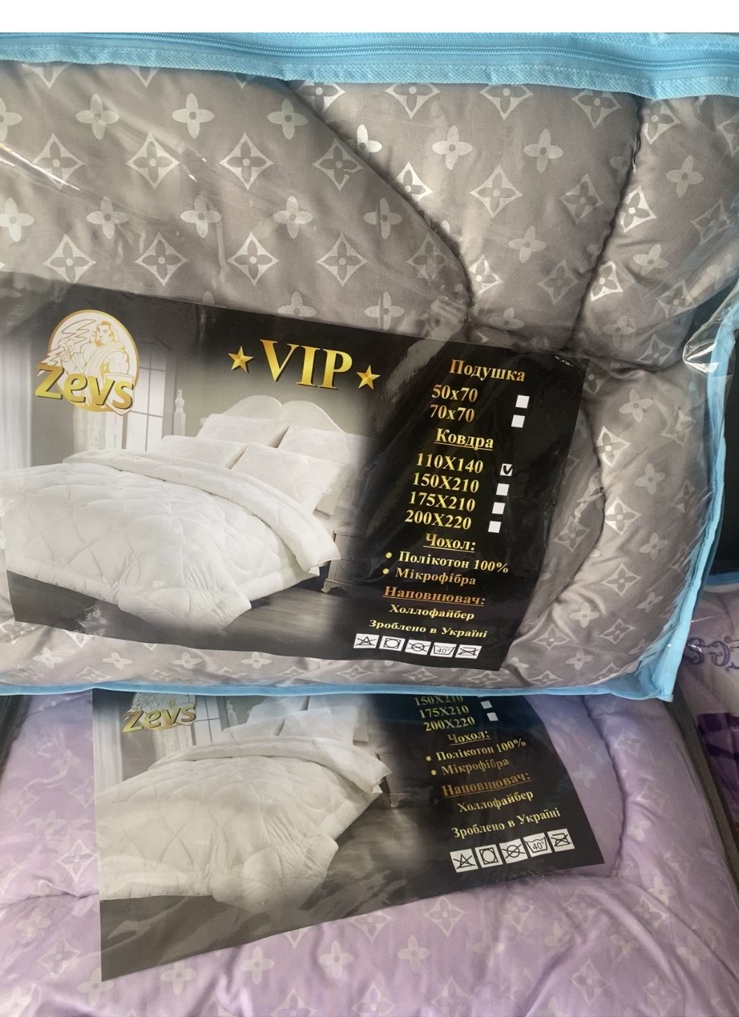 Zevs
VIP
Подушка
50x70
70x70
Ковдра
110X140
150X210
175X210
200X220
Чохол:
• Полікотон 100%
• Мікрофібра
Наповнювач:
Холлофайбер
Зроблено в Україні
40°
Zevs
150X210
175X210
200X220
Чохол:
• Полікотон 100%
• Мікрофібра
Наповнювач:
Холлофайбер
Зроблено в Україні
40°